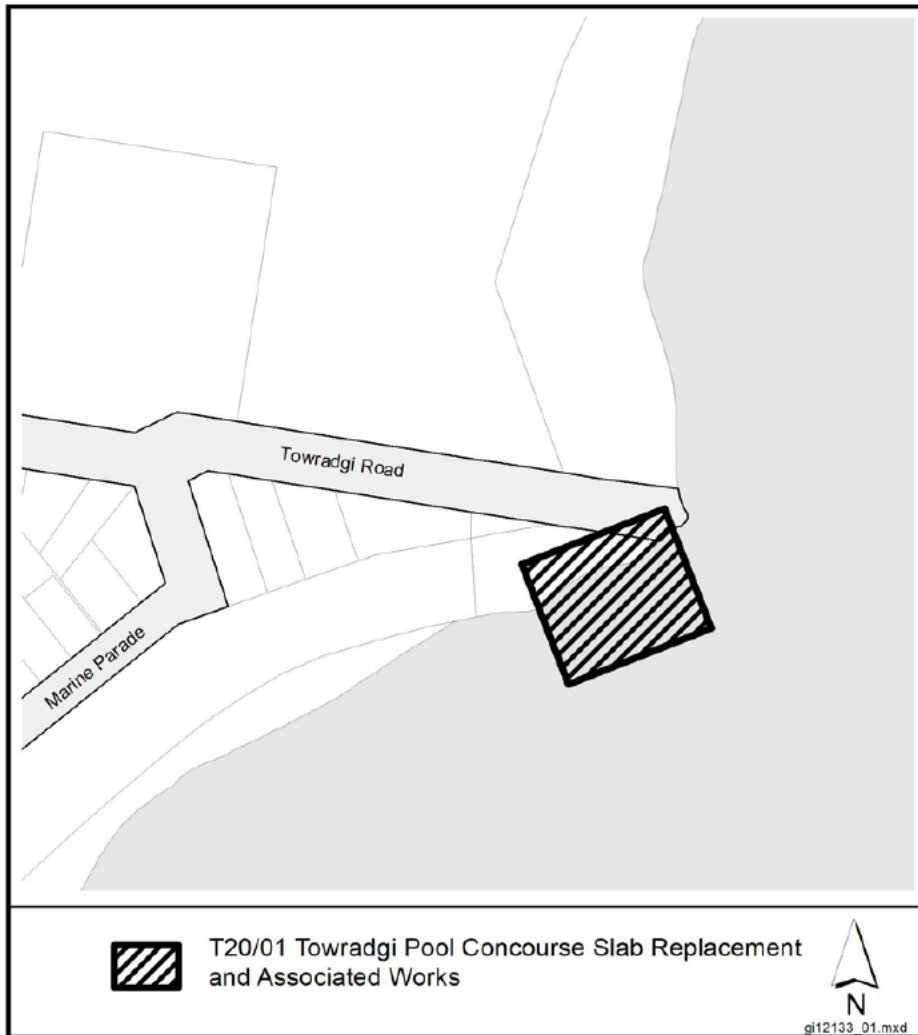 Towradgi Road
Marine Parade
T20/01 Towradgi Pool Concourse Slab Replacement
and Associated Works
N
gi12133_01.mxd